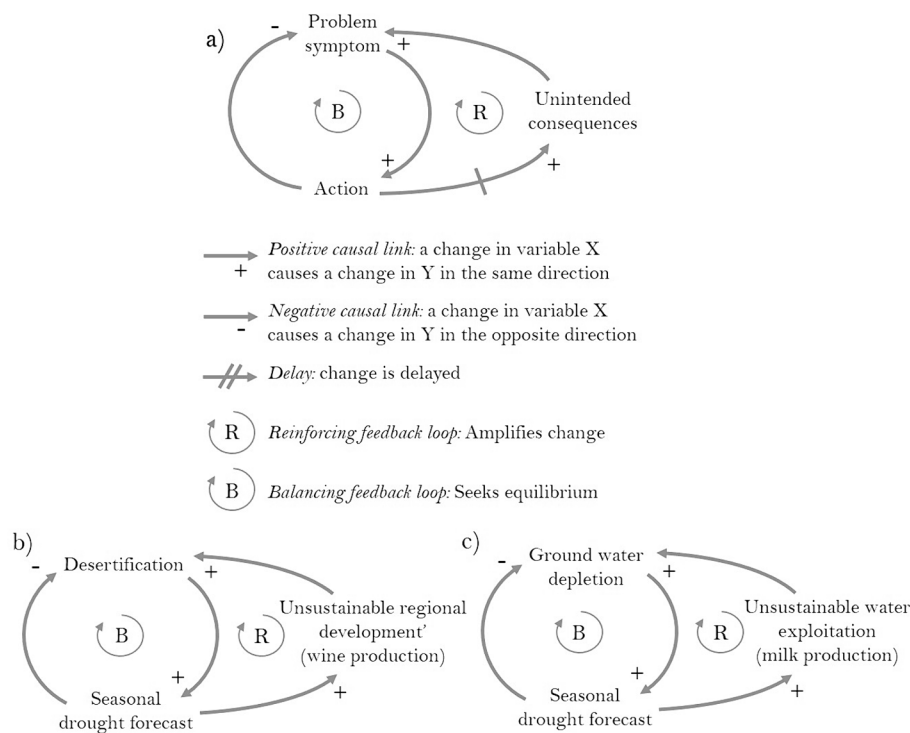 a)
-
Problem
symptom
+
B
R
Unintended
consequences
+
+
Action
Positive causal link: a change in variable X
causes a change in Y in the same direction
+
Negative causal link: a change in variable X
causes a change in Y in the opposite direction
-
Delay: change is delayed
R
Reinforcing feedback loop: Amplifies change
B
Balancing feedback loop: Seeks equilibrium
b)
-
Desertification
+
B
R
Unsustainable regional
development’
(wine production)
+
+
Seasonal
drought forecast
c)
-
Ground water
depletion
+
B
R
Unsustainable water
exploitation
(milk production)
+
+
Seasonal
drought forecast